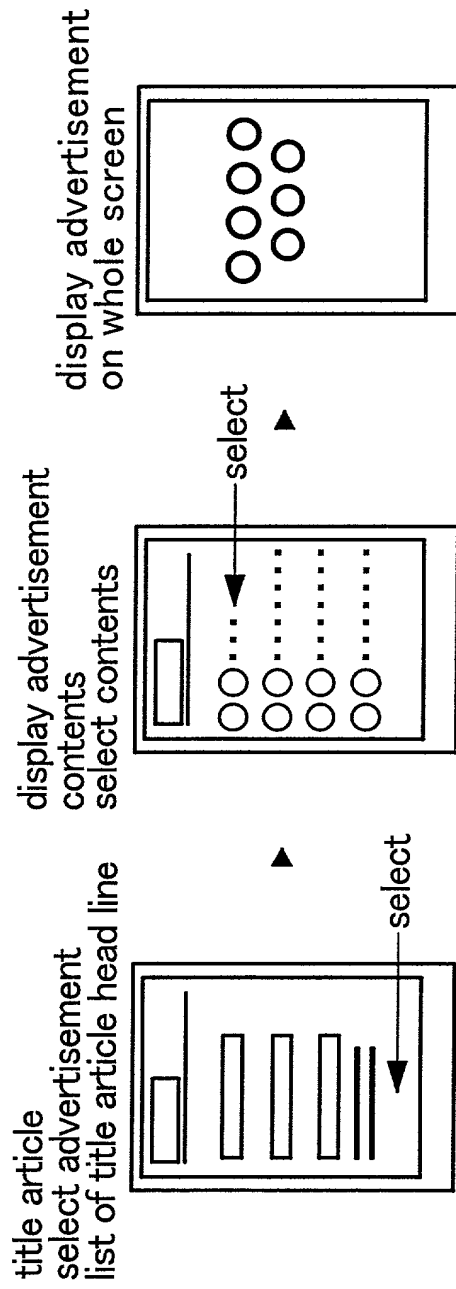 title article
select advertisement
list of title article head line
select
display advertisement
contents
select contents
select
display advertisement
on whole screen